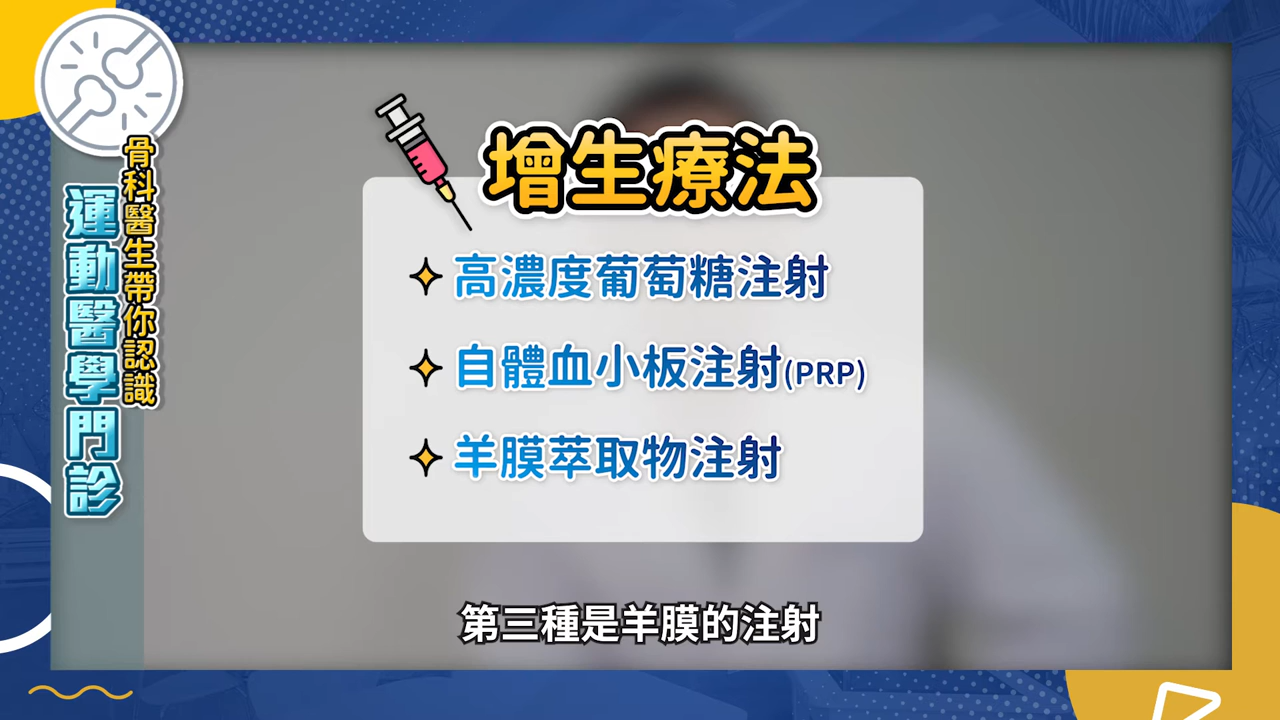 骨科醫生帶你認識
運動醫學門診
增生療法
高濃度葡萄糖注射
自體血小板注射(PRP)
羊膜萃取物注射
第三種是羊膜的注射